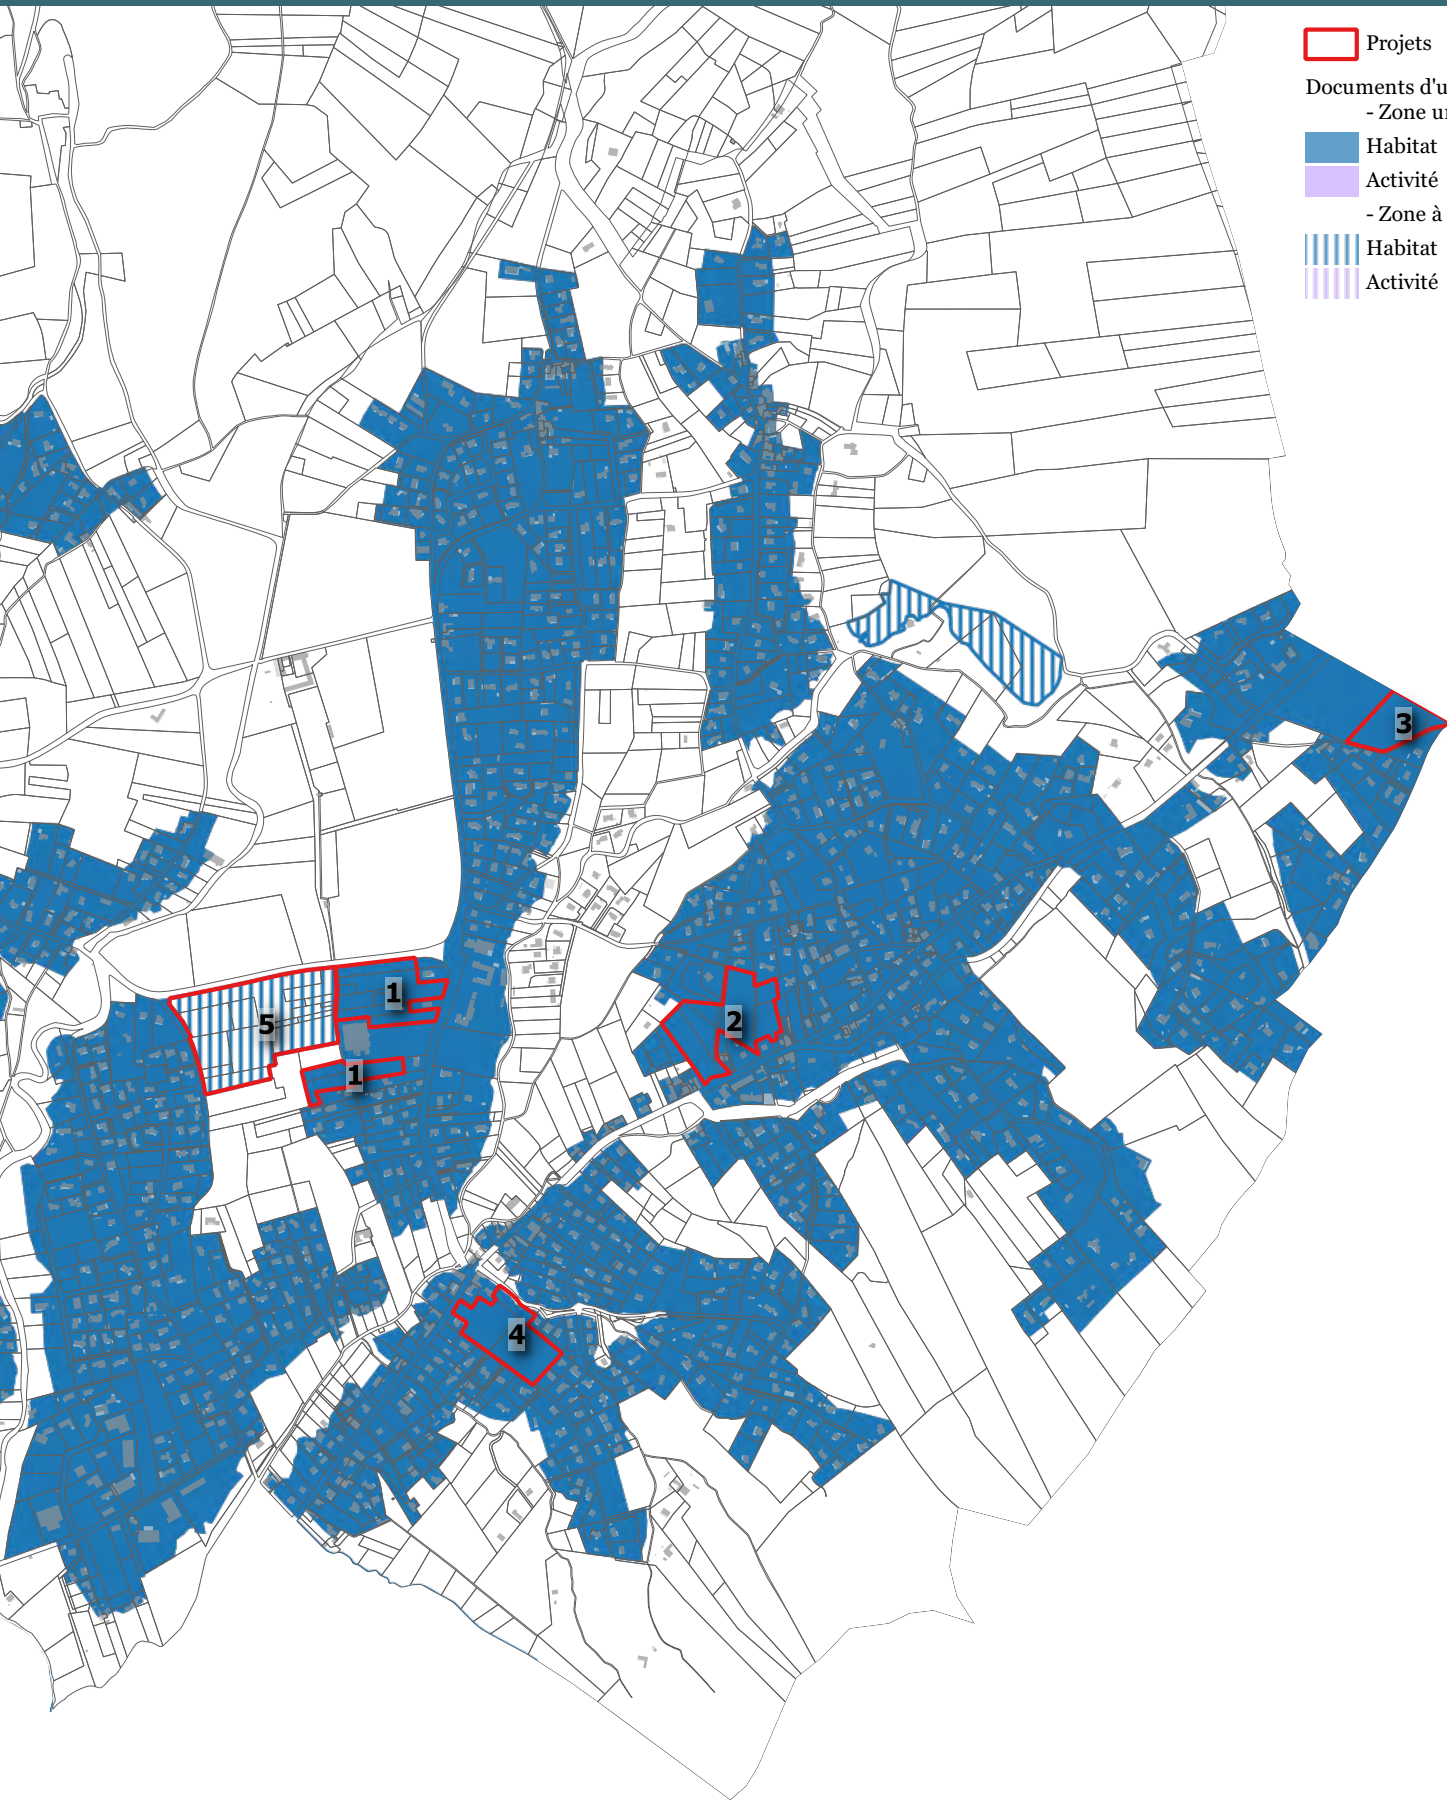 Projets
Documents d'u
- Zone ur
Habitat
Activité
- Zone à
Habitat
Activité
3
1
2
5
1
4